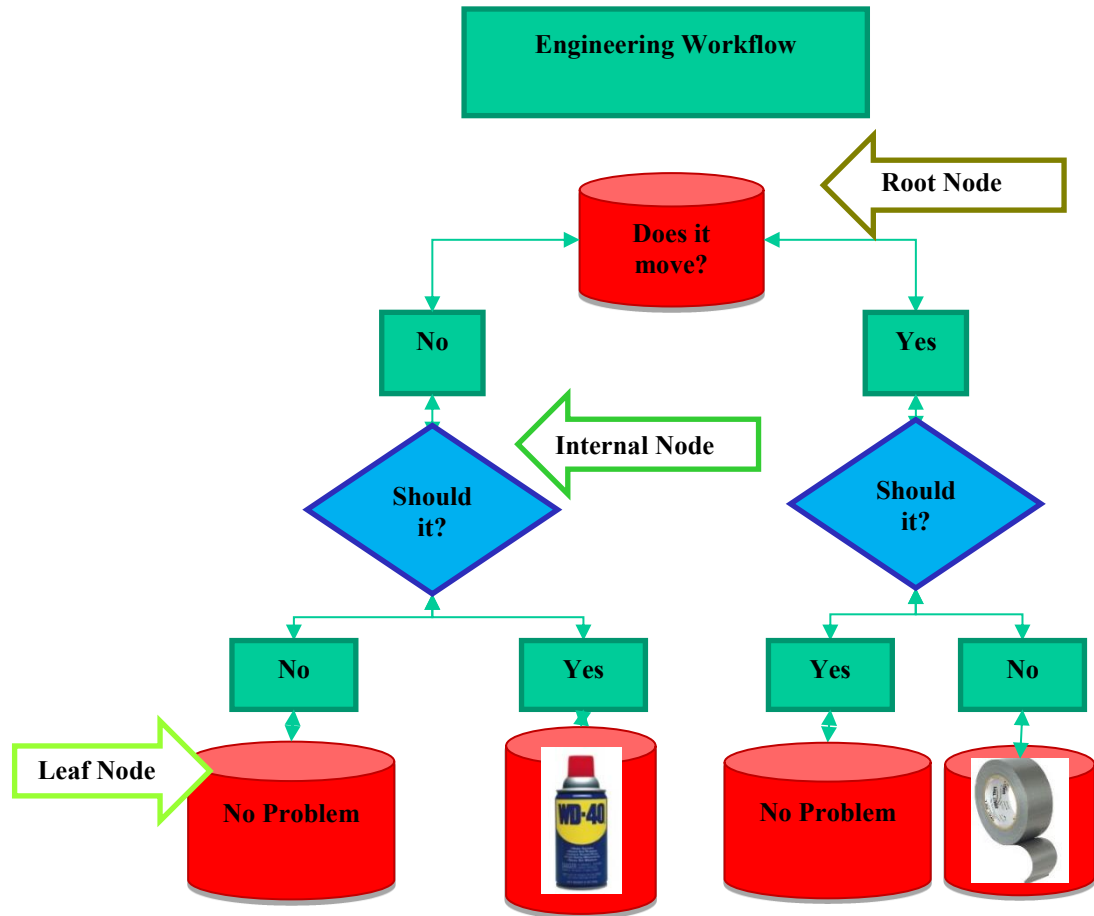 Engineering Workflow
Root Node
Does it
move?
No
Yes
Internal Node
Should
it?
Should
it?
No
Yes
Yes
No
Leaf Node
No Problem
WD-40
No Problem